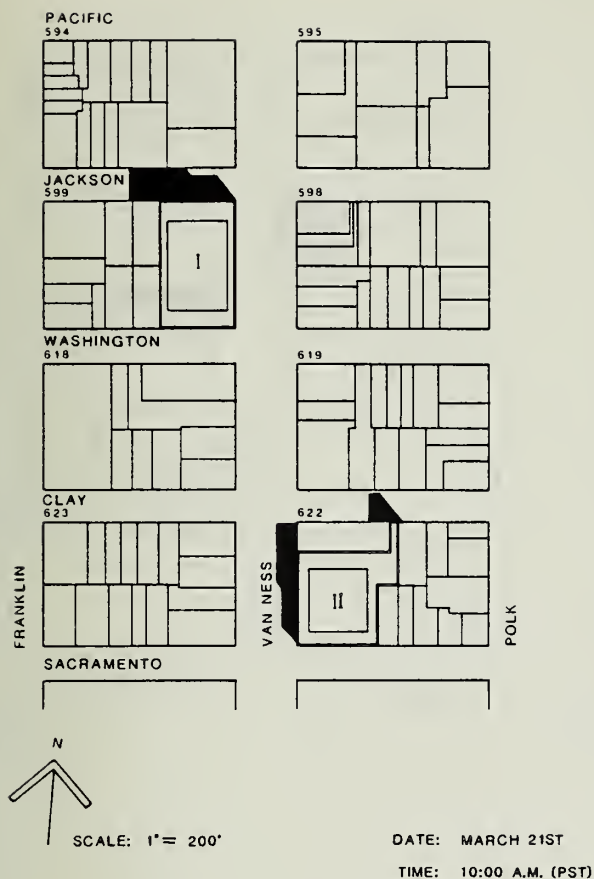 PACIFIC
594
595
JACKSON
599
598
I
WASHINGTON
618
619
CLAY
623
622
FRANKLIN
VAN NESS
II
POLK
SACRAMENTO
N
SCALE: 1"= 200'
DATE: MARCH 21ST
TIME: 10:00 A.M. (PST)